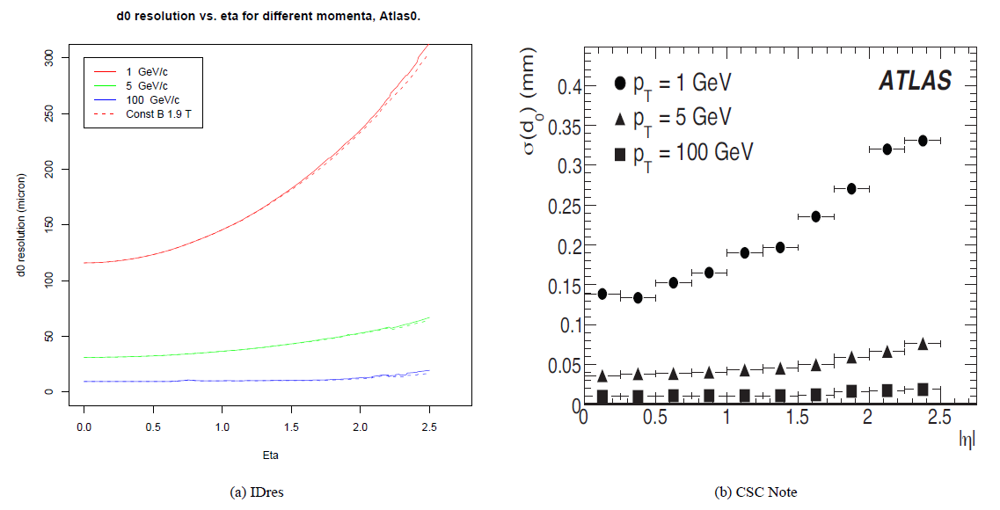 d0 resolution vs. eta for different momenta, Atlas0.
d0 resolution (micron)
300
250
200
150
100
50
0
1 GeV/c
5 GeV/c
100 GeV/c
Const B 1.9 T
0.0 0.5 1.0 1.5 2.0 2.5
Eta
(a) IDres
σ(d0) (mm)
0.4
0.35
0.3
0.25
0.2
0.15
0.1
0.05
0
pT = 1 GeV
pT = 5 GeV
pT = 100 GeV
ATLAS
0 0.5 1 1.5 2 2.5
|η|
(b) CSC Note